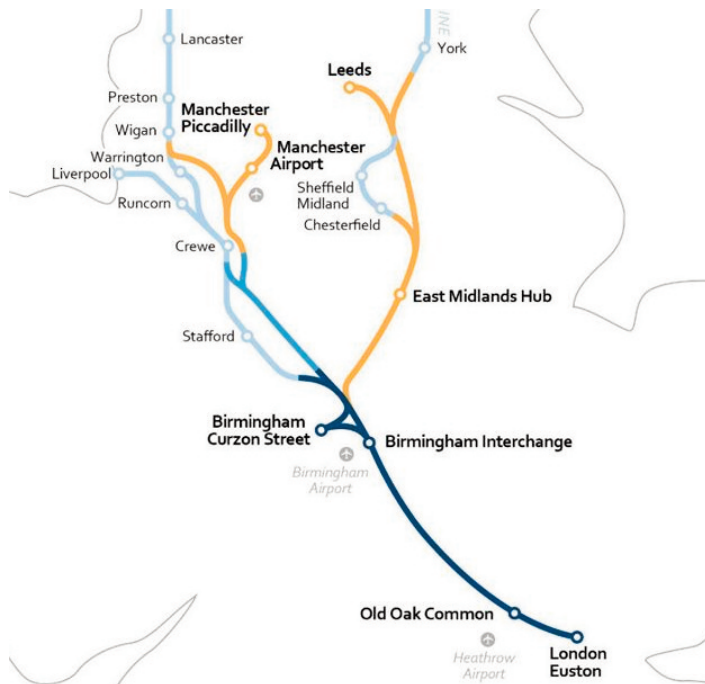 INE
Lancaster
York
Leeds
Preston
Manchester
Piccadilly
Wigan
Manchester
Airport
Warrington
Liverpool
Sheffield
Midland
Runcorn
Chesterfield
Crewe
East Midlands Hub
Stafford
Birmingham
Curzon Street
Birmingham Interchange
Birmingham
Airport
Old Oak Common
Heathrow
Airport
London
Euston